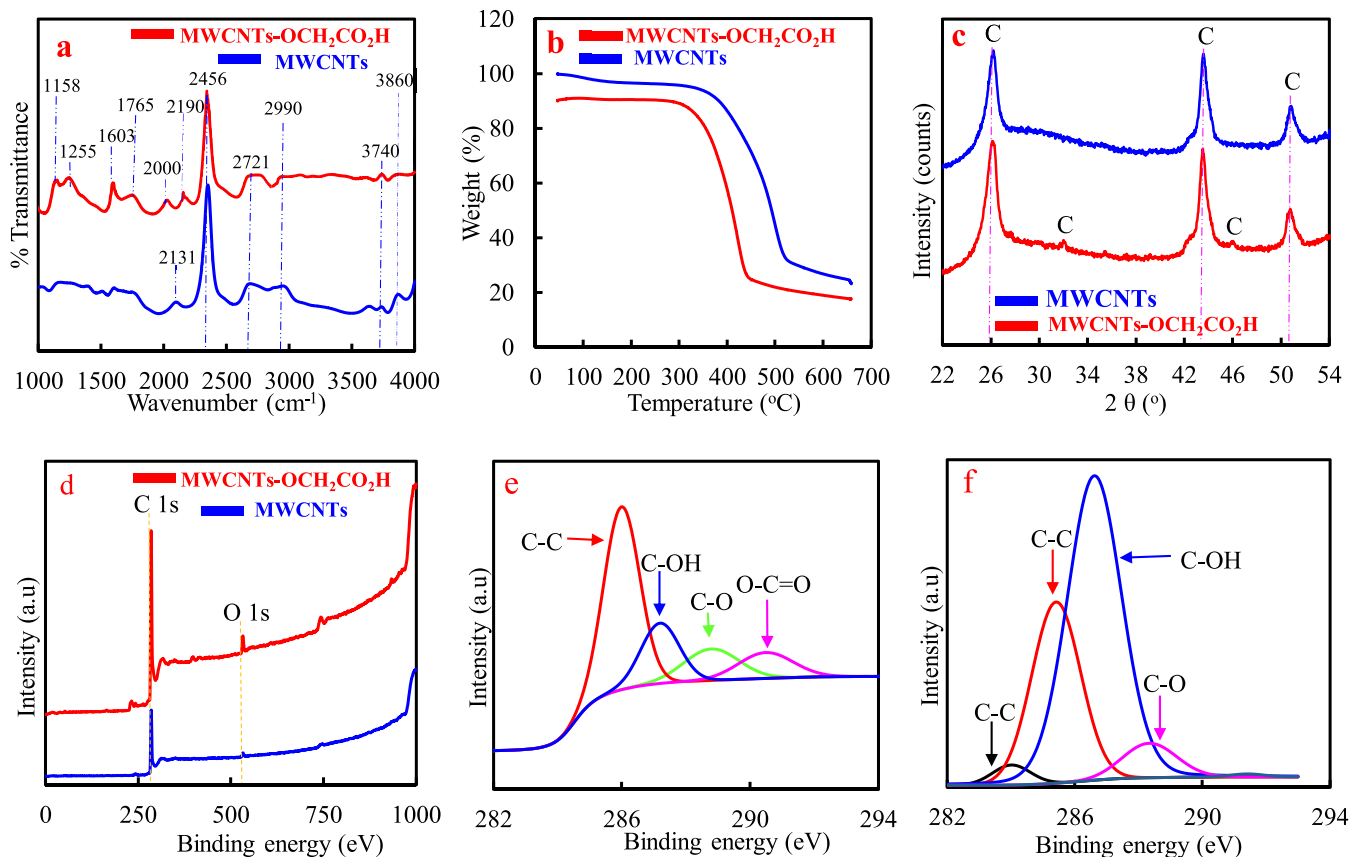 a
MWCNTs-OCH₂CO₂H
MWCNTs
1158
1255
1603
1765
2000
2190
2456
2721
2990
3740
3860
2131
% Transmittance
1000 1500 2000 2500 3000 3500 4000
Wavenumber (cm⁻¹)
b
MWCNTs-OCH₂CO₂H
MWCNTs
120
100
80
60
40
20
0
Weight (%)
0 100 200 300 400 500 600 700
Temperature (ºC)
c
C
C
C
C
C
MWCNTs
MWCNTs-OCH₂CO₂H
Intensity (counts)
22 26 30 34 38 42 46 50 54
2 θ (º)
d
MWCNTs-OCH₂CO₂H
MWCNTs
C 1s
O 1s
Intensity (a.u)
0 250 500 750 1000
Binding energy (eV)
e
C-C
C-OH
C-O
O-C=O
Intensity (a.u)
282 286 290 294
Binding energy (eV)
f
C-C
C-OH
C-C
C-O
Intensity (a.u)
282 286 290 294
Binding energy (eV)